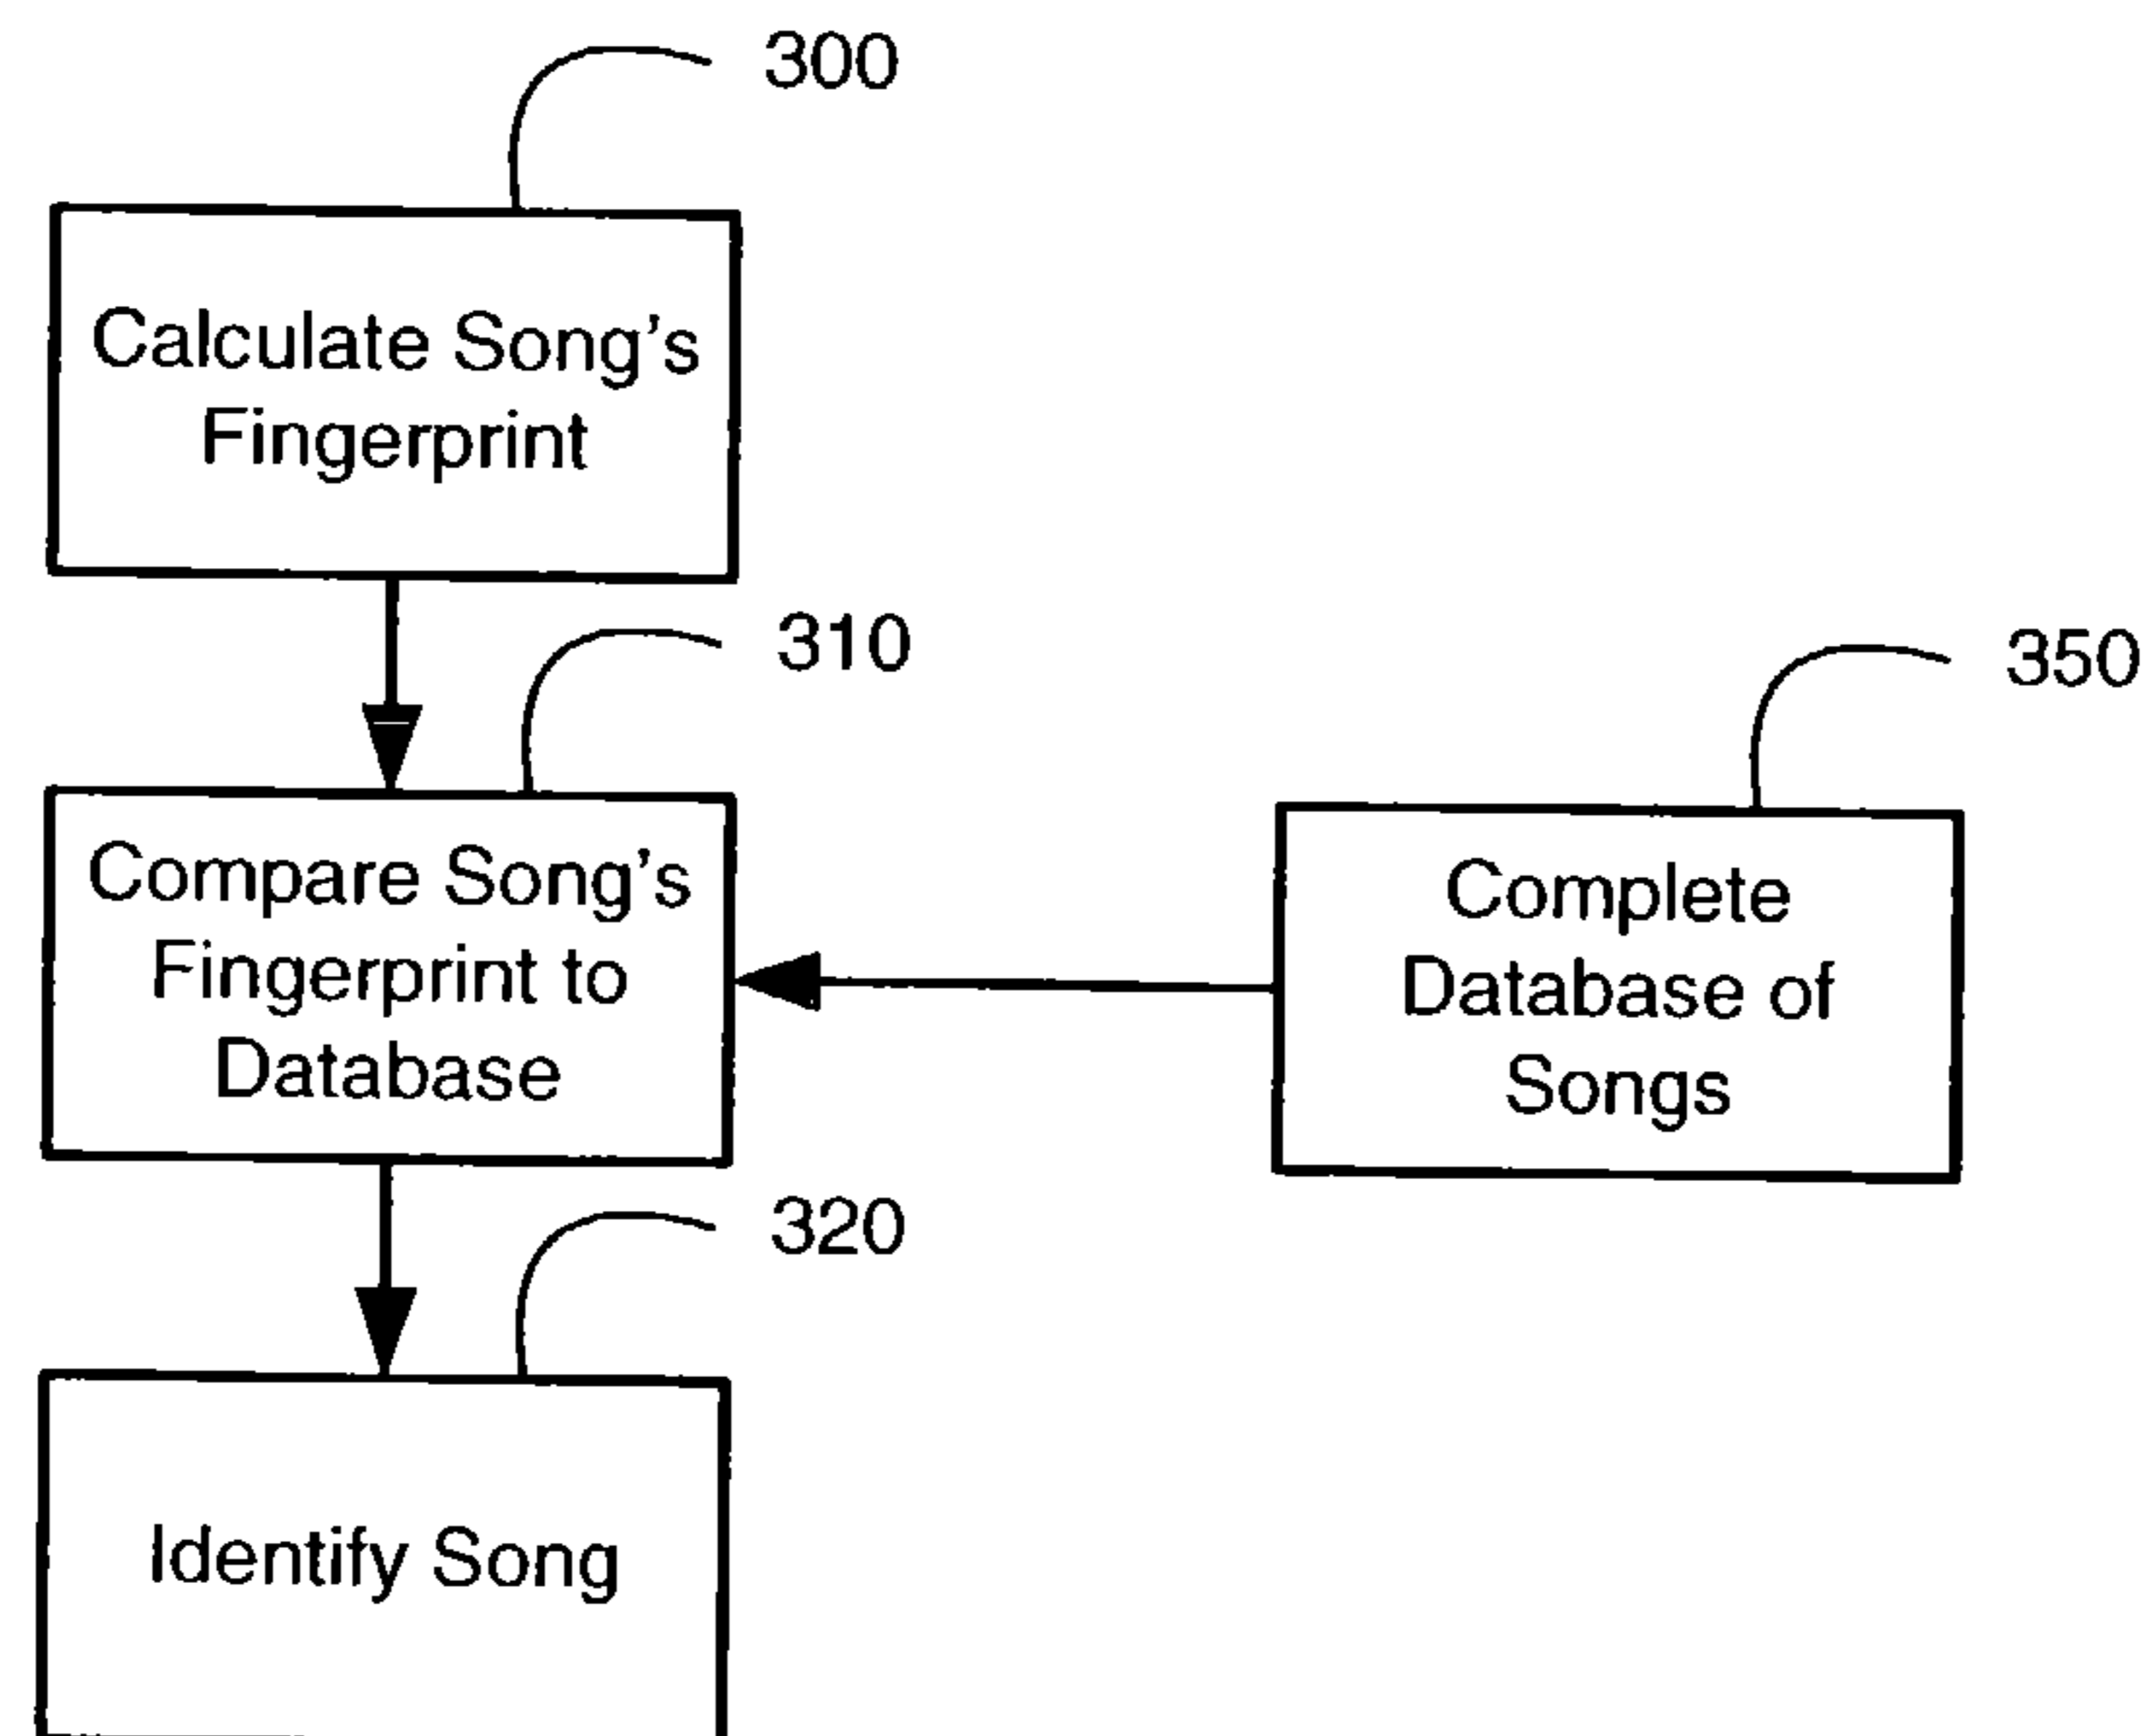 300
Calculate Song's
Fingerprint
310
Compare Song's
Fingerprint to
Database
350
Complete
Database of
Songs
320
Identify Song